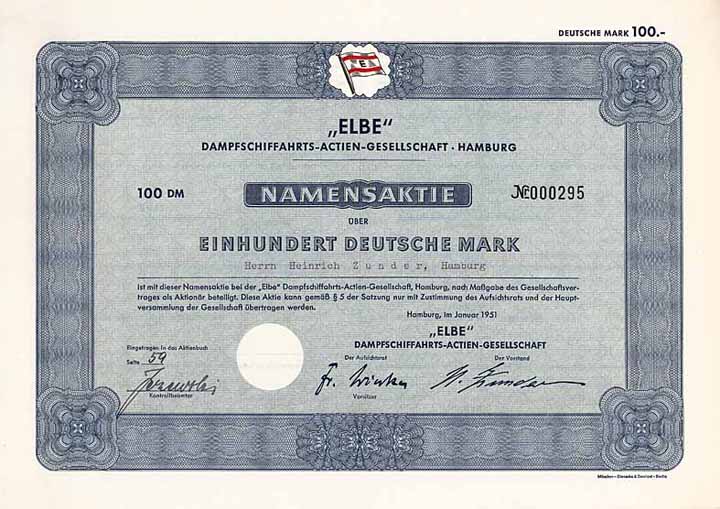 DEUTSCHE MARK 100.-
E
„ELBE“
DAMPFSCHIFFAHRTS-ACTIEN-GESELLSCHAFT · HAMBURG
100 DM NAMENSAKTIE № 000295
ÜBER
EINHUNDERT DEUTSCHE MARK
Herrn Heinrich Zunder, Hamburg
Ist mit dieser Namensaktie bei der „Elbe“ Dampfschiffahrts-Actien-Gesellschaft, Hamburg, nach Maßgabe des Gesellschaftsver-
trages als Aktionär beteiligt. Diese Aktie kann gemäß § 5 der Satzung nur mit Zustimmung des Aufsichtsrats und der Haupt-
versammlung der Gesellschaft übertragen werden.
Hamburg, im Januar 1951
„ELBE“
DAMPFSCHIFFAHRTS-ACTIEN-GESELLSCHAFT
Eingetragen in das Aktienbuch
Der Aufsichtsrat Der Vorstand
Seite 59
Kontrollbeamter
Vorsitzer